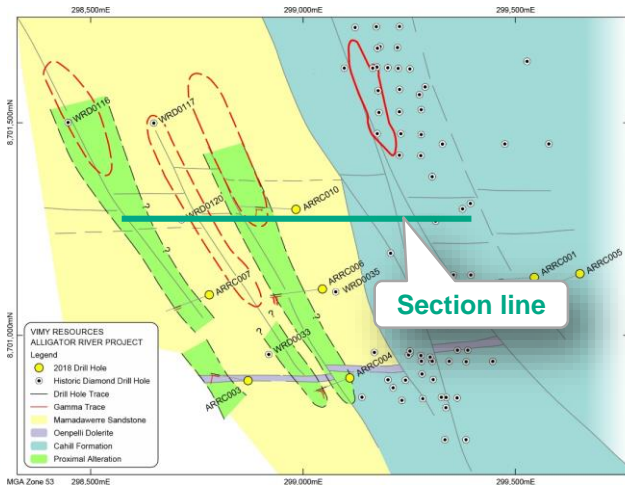 298,500mE
299,000mE
299,500mE
8,701,500mN
8,701,000mN
WRD0116
WRD0117
WRD0120
ARRC010
?
?
?
?
ARRC007
ARRC006
WRD0035
ARRC001
ARRC005
Section line
?
?
?
WRD0033
ARRC004
ARRC003
VIMY RESOURCES
ALLIGATOR RIVER PROJECT
Legend
2018 Drill Hole
Historic Diamond Drill Hole
Drill Hole Trace
Gamma Trace
Mamadawerre Sandstone
Oenpelli Dolerite
Cahill Formation
Proximal Alteration
MGA Zone 53
298,500mE
299,000mE
299,500mE